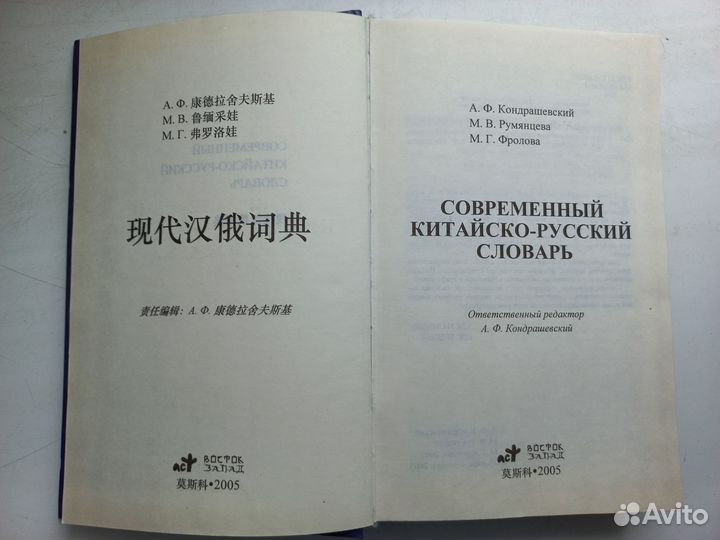 А. Ф. 康德拉舍夫斯基
М. В. 鲁缅采娃
М. Г. 弗罗洛娃
现代汉俄词典
责任编辑：А. Ф. 康德拉舍夫斯基
аст ВОСТОК
ЗАПАД
莫斯科•2005
А. Ф. Кондрашевский
М. В. Румянцева
М. Г. Фролова
СОВРЕМЕННЫЙ
КИТАЙСКО-РУССКИЙ
СЛОВАРЬ
Ответственный редактор
А. Ф. Кондрашевский
аст ВОСТОК
ЗАПАД
莫斯科•2005
Avito